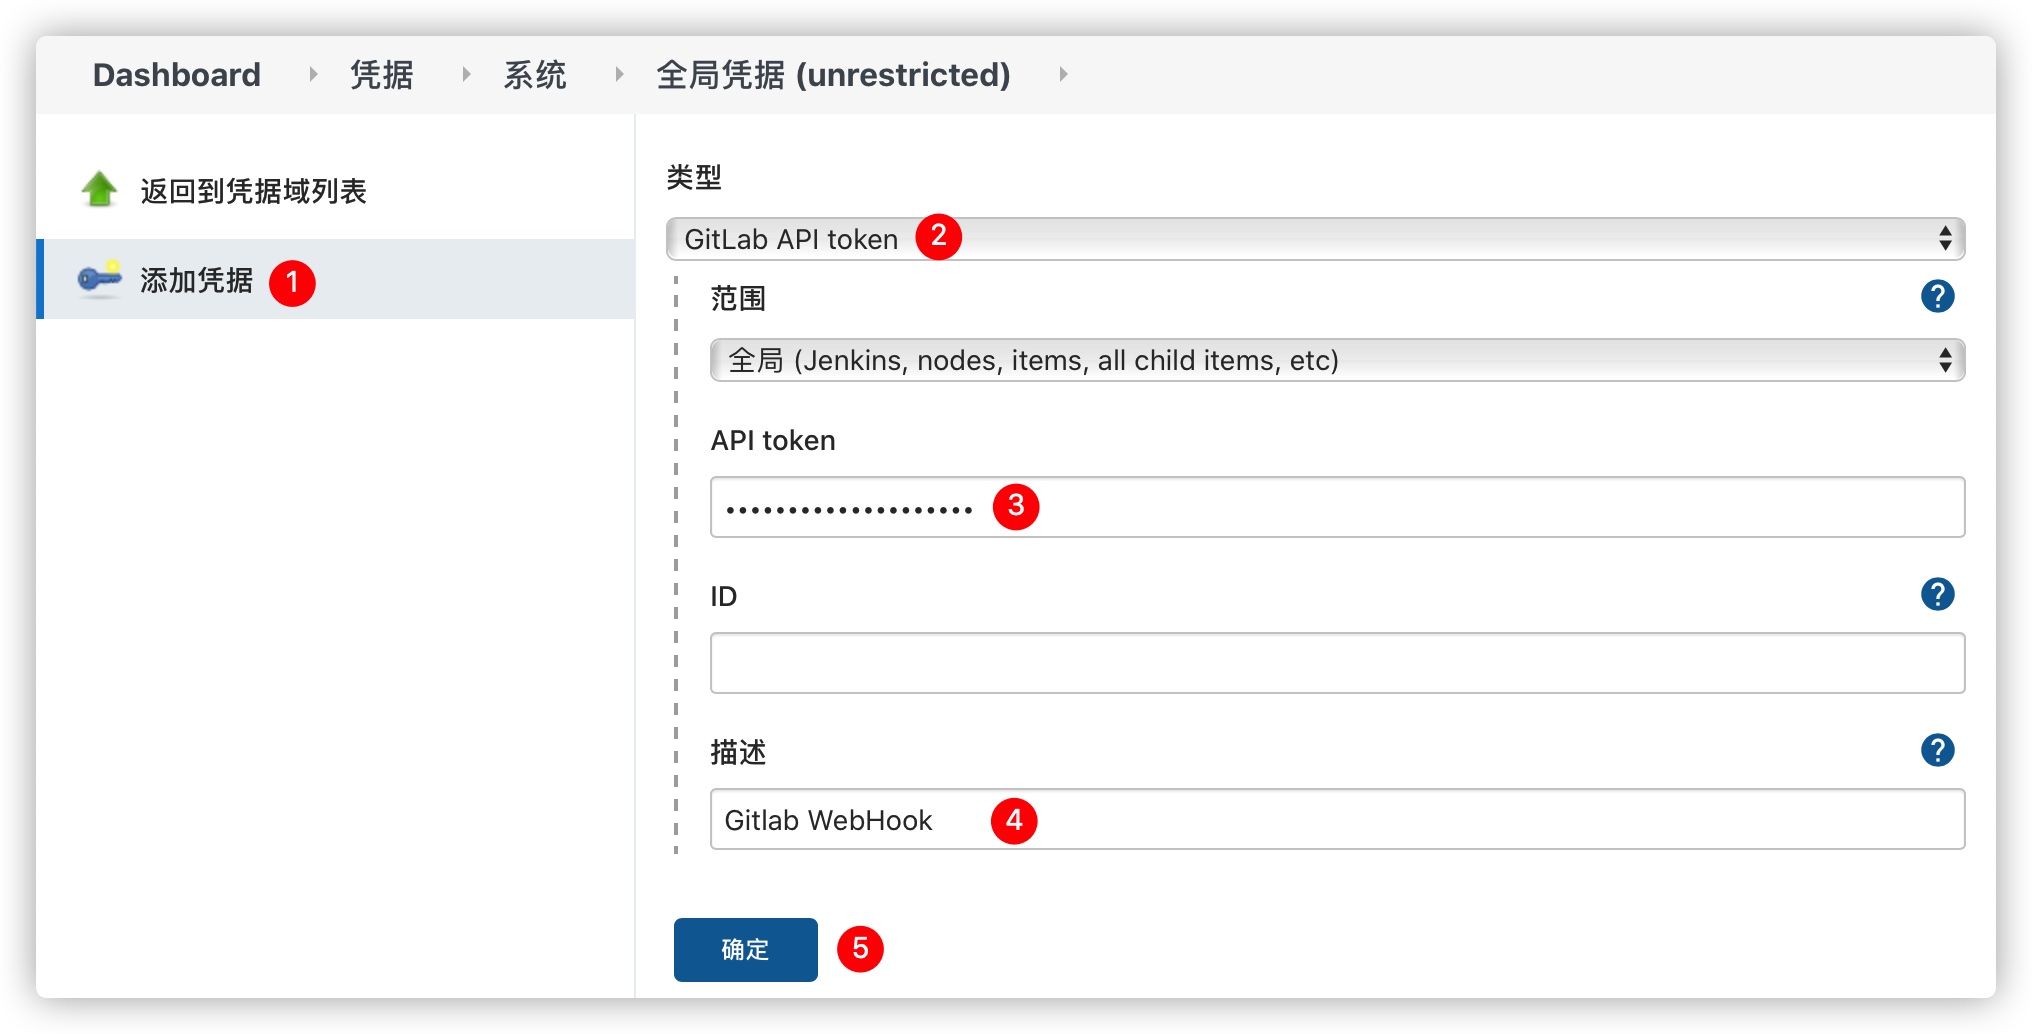 Dashboard 凭据 系统 全局凭据 (unrestricted)
返回到凭据域列表
添加凭据 1
类型
GitLab API token 2
范围 ?
全局 (Jenkins, nodes, items, all child items, etc)
API token
•••••••••••••••••••• 3
ID ?
描述 ?
Gitlab WebHook 4
确定 5